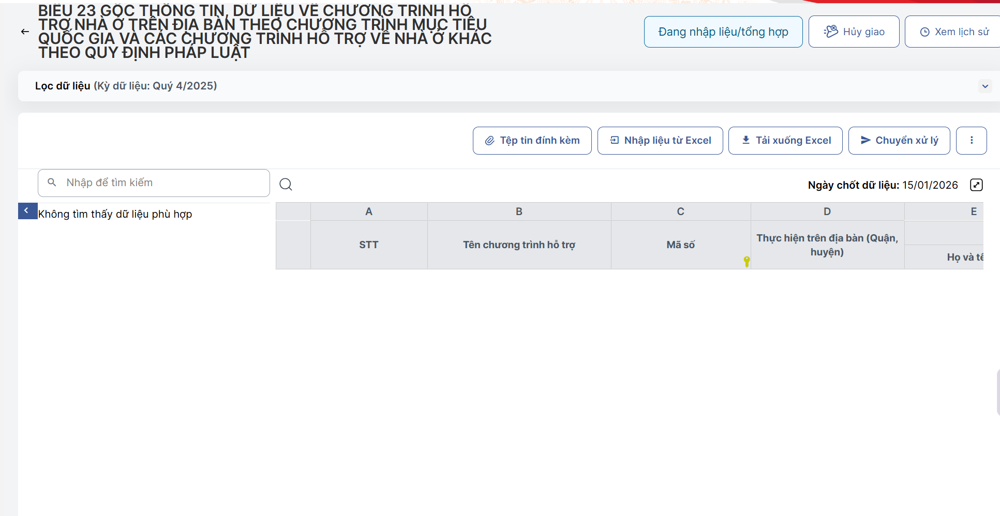 BIỂU 23 GỐC THÔNG TIN, DỮ LIỆU VỀ CHƯƠNG TRÌNH HỖ
TRỢ NHÀ Ở TRÊN ĐỊA BÀN THEO CHƯƠNG TRÌNH MỤC TIÊU
QUỐC GIA VÀ CÁC CHƯƠNG TRÌNH HỖ TRỢ VỀ NHÀ Ở KHÁC
THEO QUY ĐỊNH PHÁP LUẬT
Đang nhập liệu/tổng hợp
Hủy giao
Xem lịch sử
Lọc dữ liệu (Kỳ dữ liệu: Quý 4/2025)
Tệp tin đính kèm
Nhập liệu từ Excel
Tải xuống Excel
Chuyển xử lý
Nhập để tìm kiếm
Ngày chốt dữ liệu: 15/01/2026
Không tìm thấy dữ liệu phù hợp
A B C D E
STT
Tên chương trình hỗ trợ
Mã số
Thực hiện trên địa bàn (Quận,
huyện)
Họ và tê